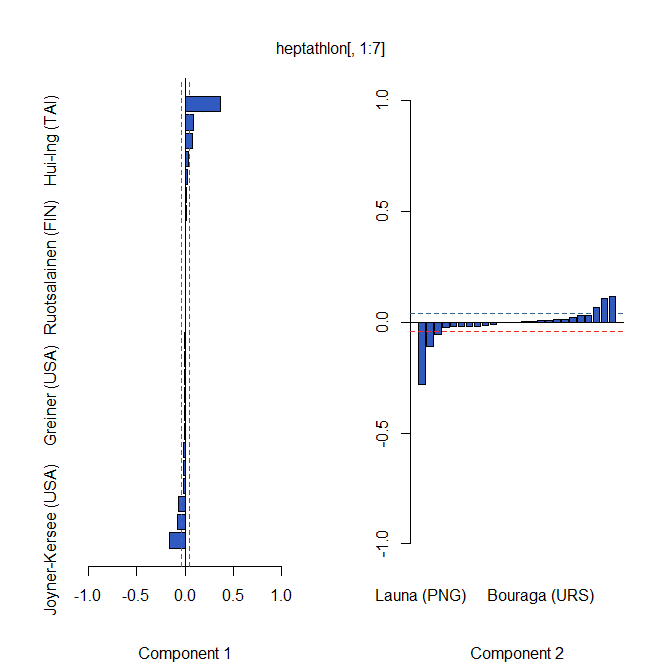 heptathlon[, 1:7]
Hui-Ing (TAI)
Ruotsalainen (FIN)
Greiner (USA)
Joyner-Kersee (USA)
-1.0 -0.5 0.0 0.5 1.0
Component 1
1.0
0.5
0.0
-0.5
-1.0
Launa (PNG) Bouraga (URS)
Component 2